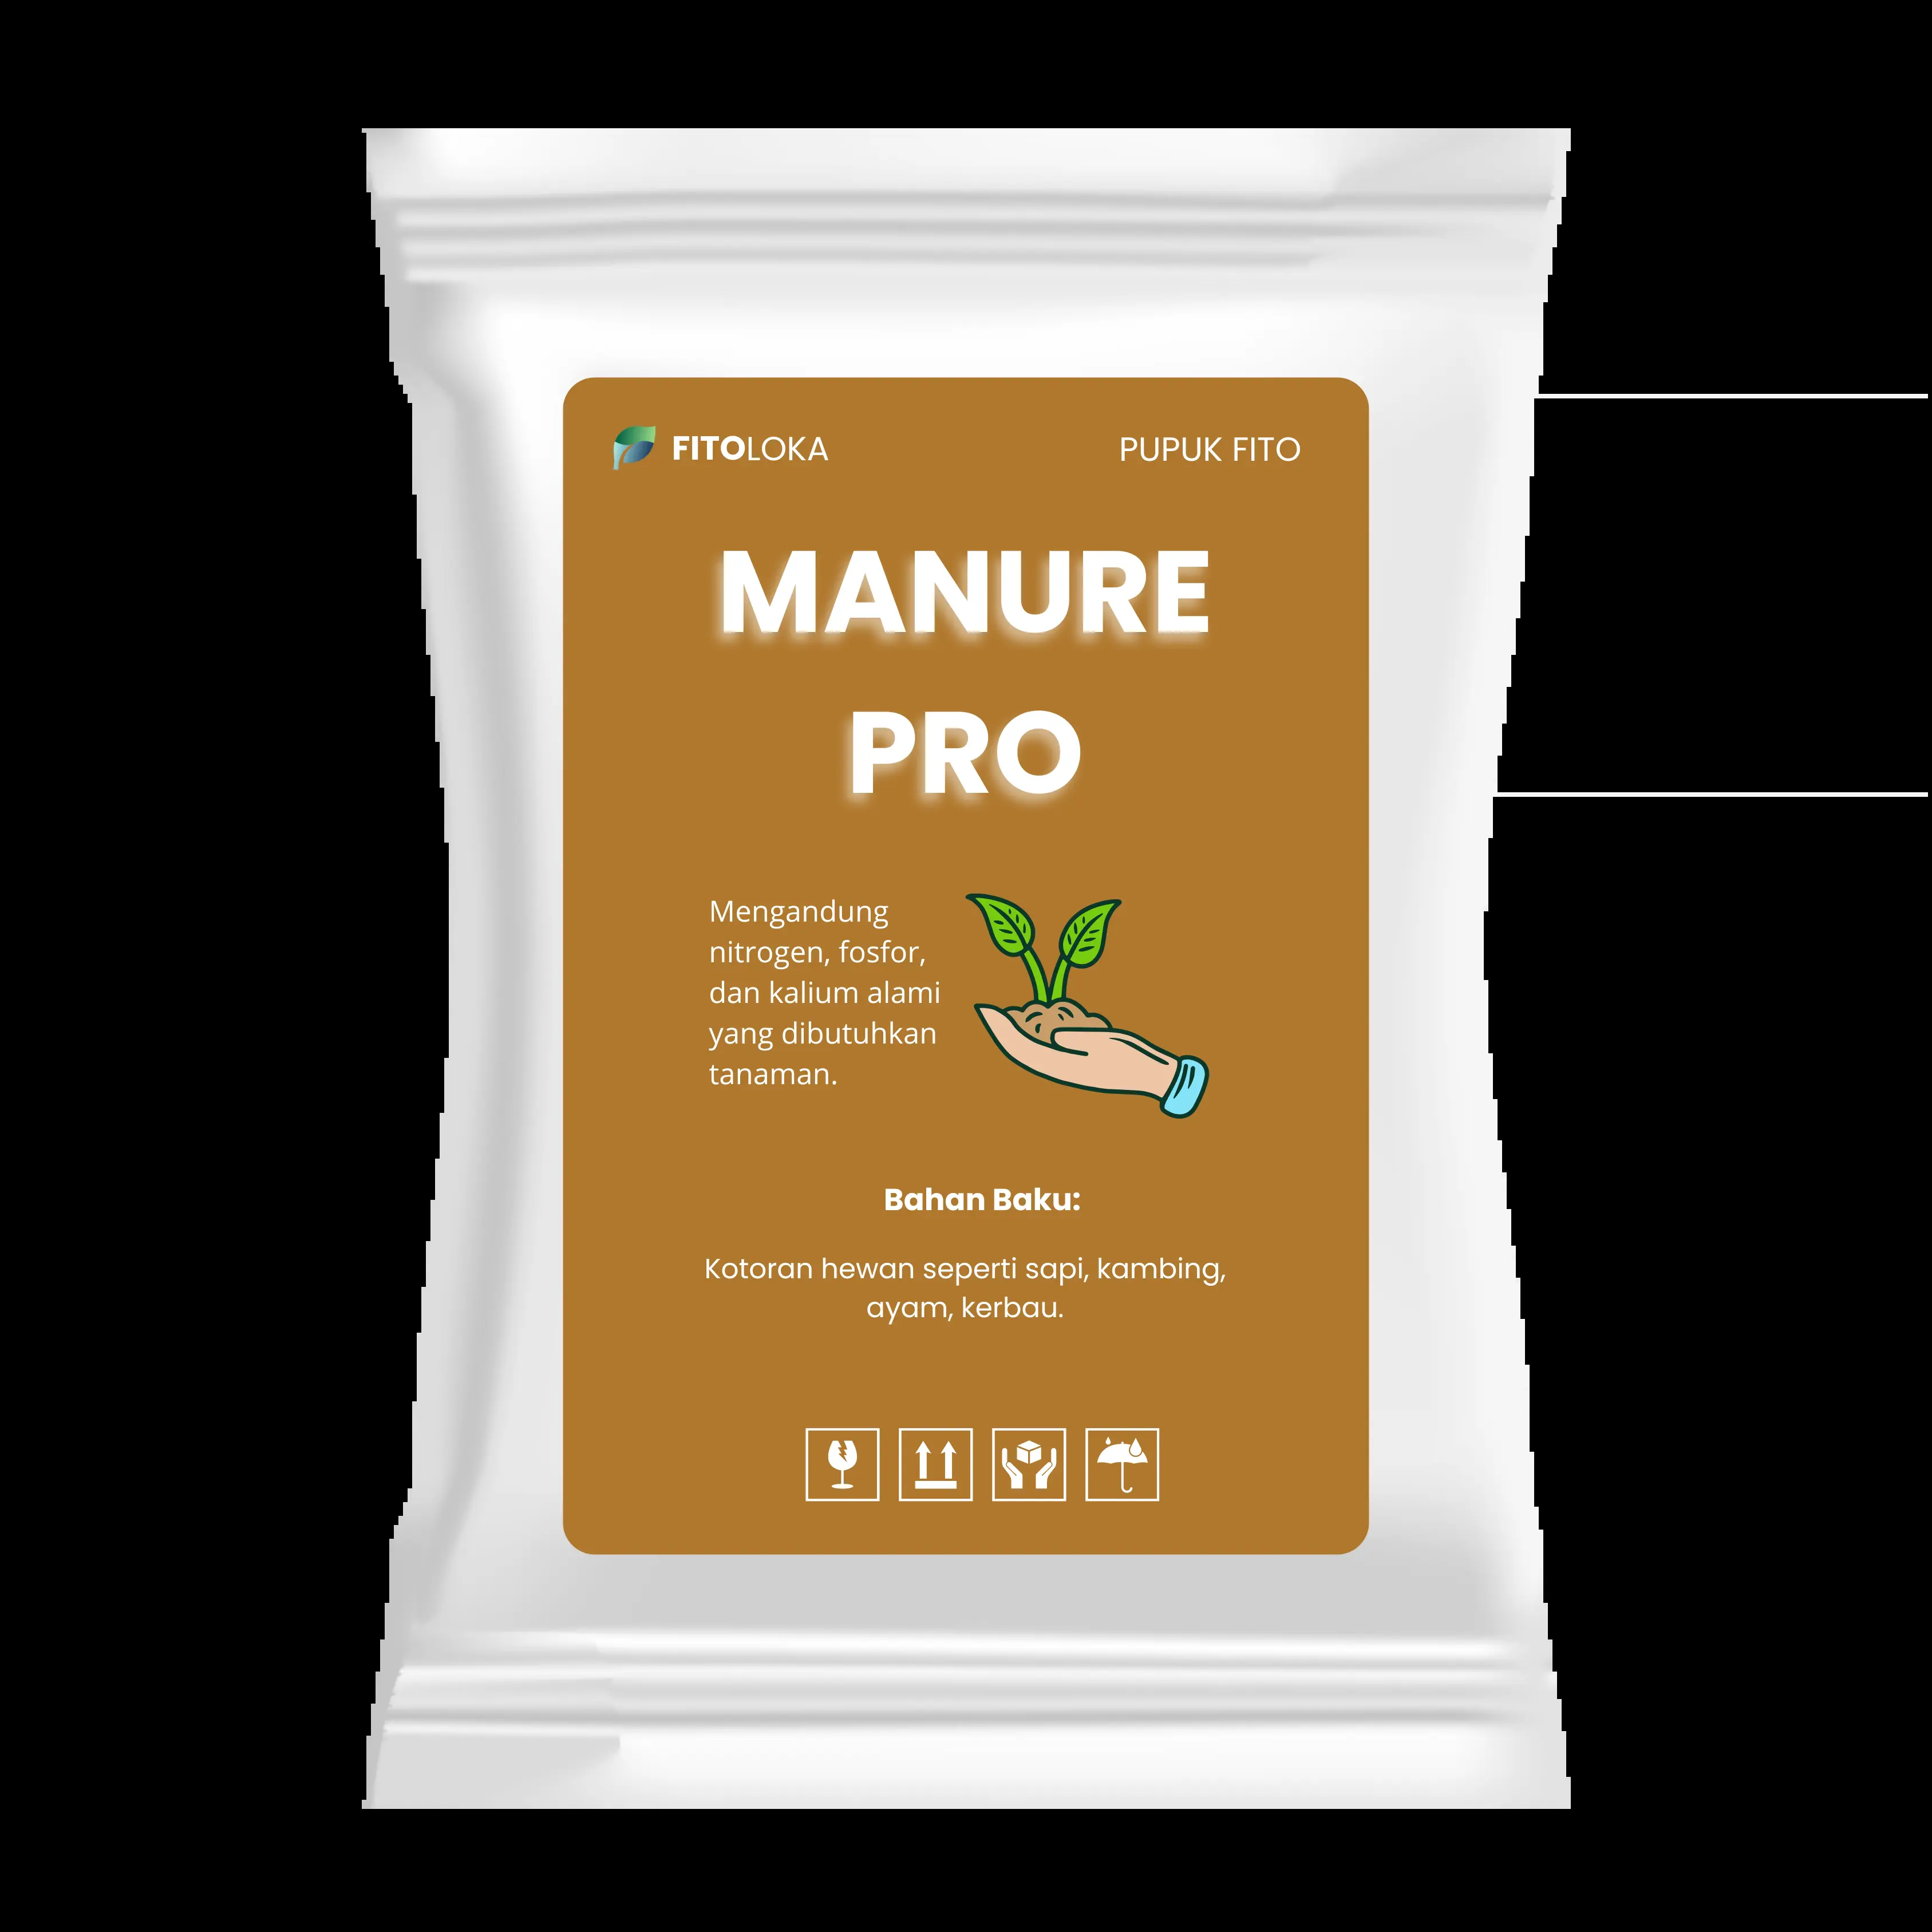 FITOLOKA
PUPUK FITO
MANURE
PRO
Mengandung
nitrogen, fosfor,
dan kalium alami
yang dibutuhkan
tanaman.
Bahan Baku:
Kotoran hewan seperti sapi, kambing,
ayam, kerbau.